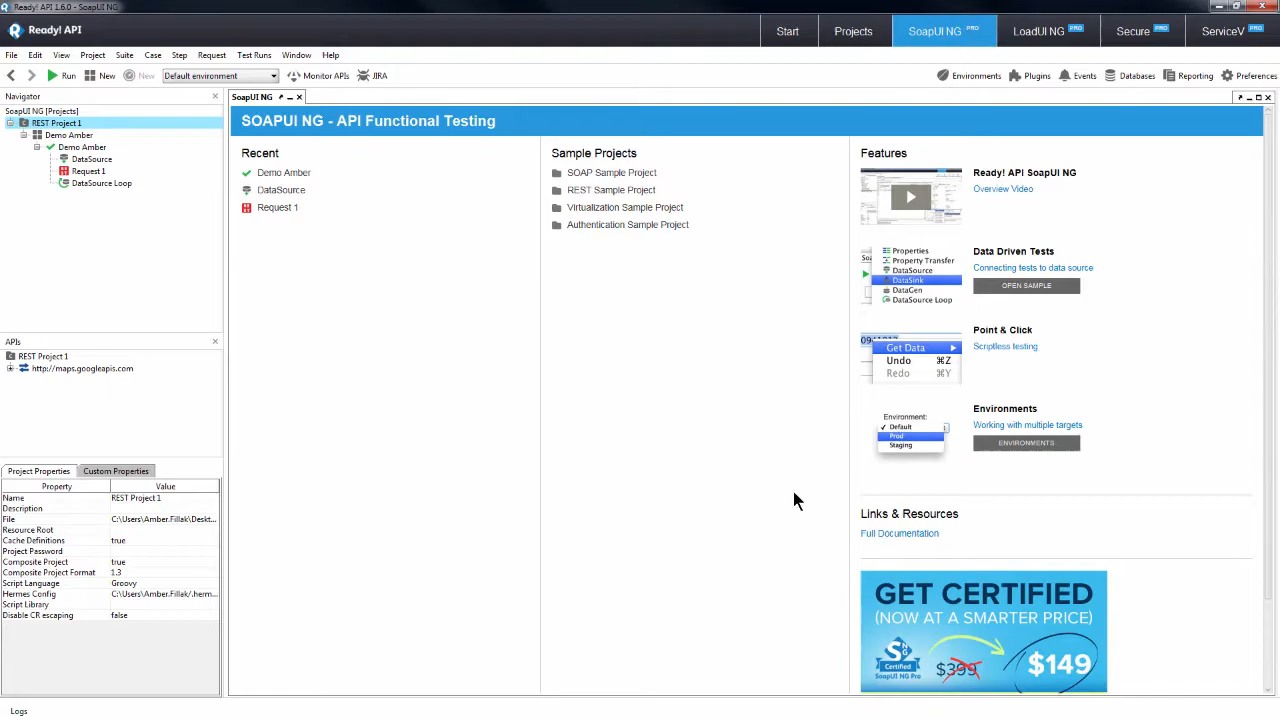 Ready! API 1.6.0 - SoapUI NG
Ready! API
Start
Projects
SoapUI NG PRO
LoadUI NG PRO
Secure PRO
ServiceV PRO
File Edit View Project Suite Case Step Request Test Runs Window Help
Run New New Default environment Monitor APIs JIRA
Environments Plugins Events Databases Reporting Preferences
Navigator
SoapUI NG [Projects]
REST Project 1
Demo Amber
Demo Amber
DataSource
Request 1
DataSource Loop
APIs
REST Project 1
http://maps.googleapis.com
Project Properties Custom Properties
Property Value
Name REST Project 1
Description
File C:\Users\Amber.Fillak\Deskt...
Resource Root
Cache Definitions true
Project Password
Composite Project true
Composite Project Format 1.3
Script Language Groovy
Hermes Config C:\Users\Amber.Fillak/.herm...
Script Library
Disable CR escaping false
Logs
SoapUI NG
SOAPUI NG - API Functional Testing
Recent
Demo Amber
DataSource
Request 1
Sample Projects
SOAP Sample Project
REST Sample Project
Virtualization Sample Project
Authentication Sample Project
Features
Ready! API SoapUI NG
Overview Video
Properties
Property Transfer
DataSource
DataSink
DataGen
DataSource Loop
Data Driven Tests
Connecting tests to data source
OPEN SAMPLE
Get Data
Undo ⌘Z
Redo ⌘Y
Point & Click
Scriptless testing
Environment:
✓ Default
Prod
Staging
Environments
Working with multiple targets
ENVIRONMENTS
Links & Resources
Full Documentation
GET CERTIFIED
(NOW AT A SMARTER PRICE)
S NG
Certified
SoapUI NG Pro
$399
$149